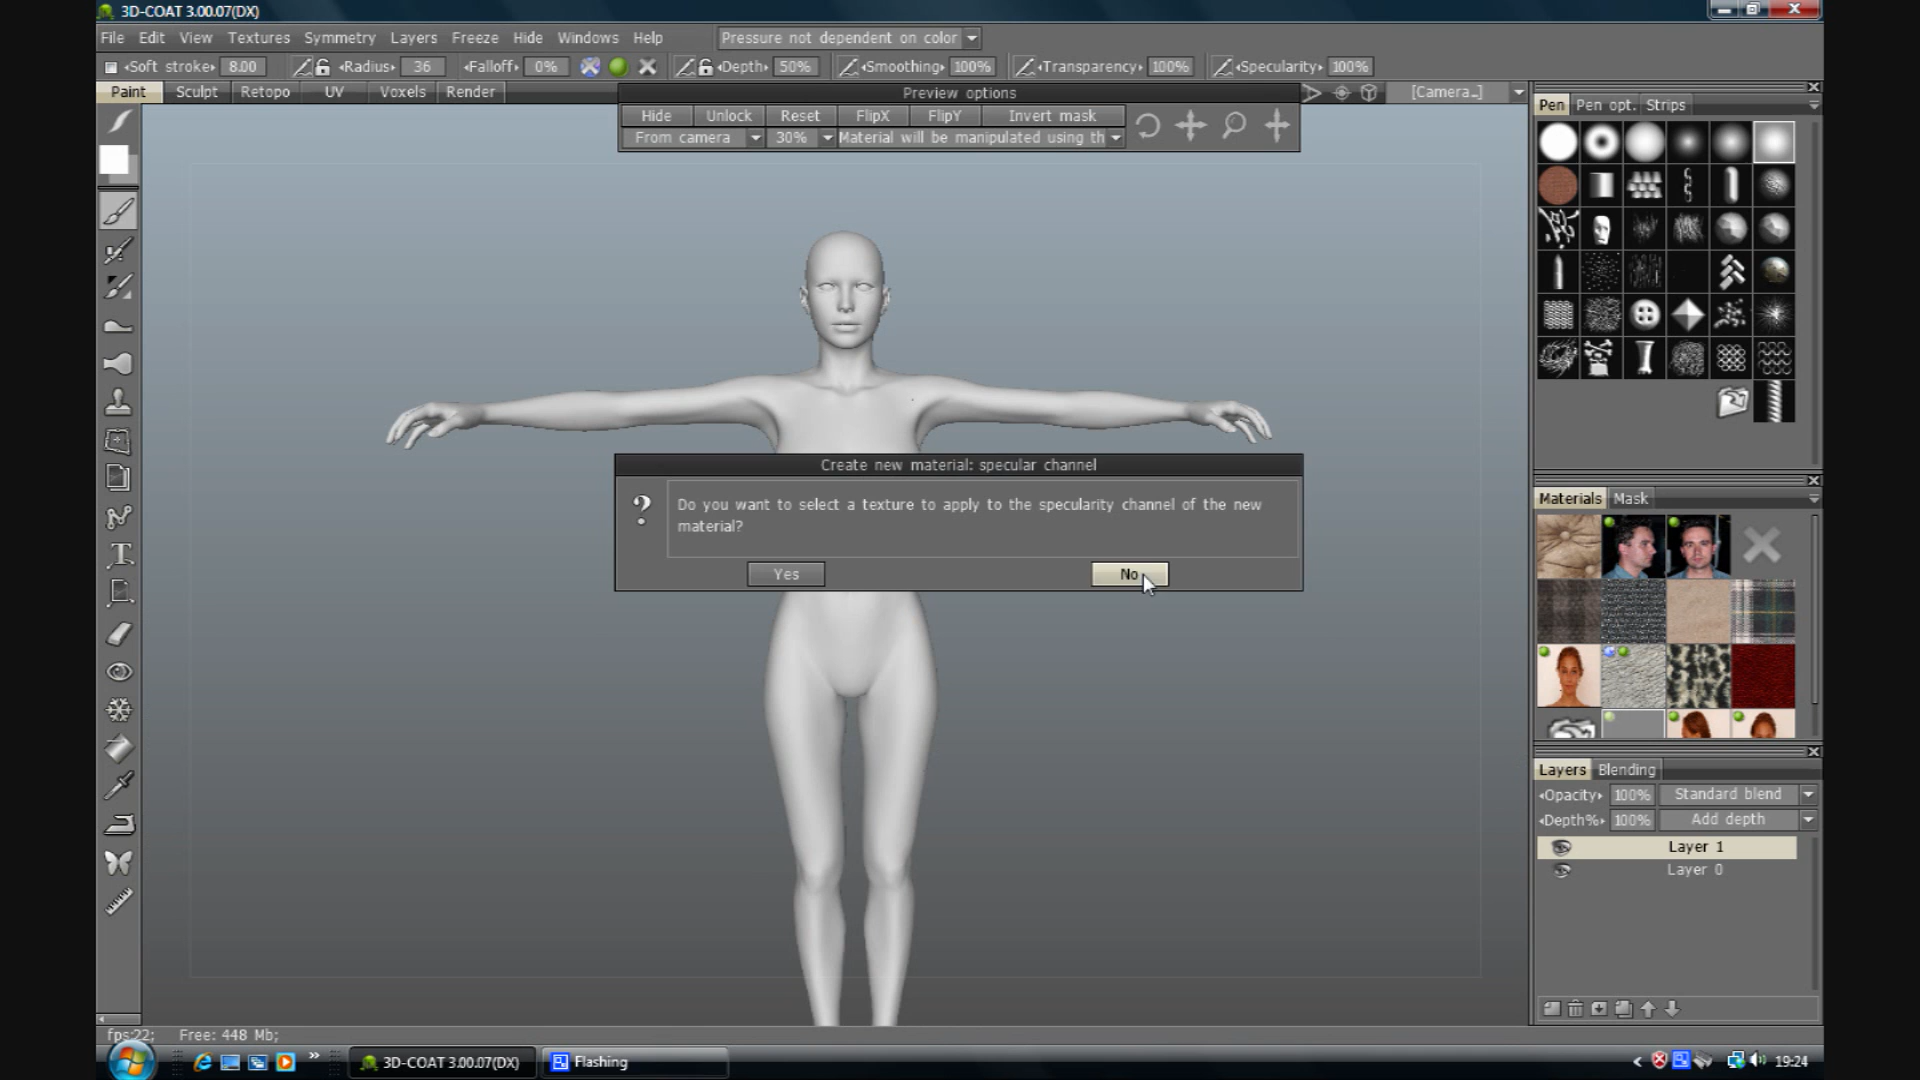 3D-COAT 3.00.07(DX)
File Edit View Textures Symmetry Layers Freeze Hide Windows Help Pressure not dependent on color
Soft stroke 8.00 Radius 36 Falloff 0% Depth 50% Smoothing 100% Transparency 100% Specularity 100%
Paint Sculpt Retopo UV Voxels Render Preview options [Camera_]
Hide Unlock Reset FlipX FlipY Invert mask
From camera 30% Material will be manipulated using th
Pen Pen opt. Strips
Create new material: specular channel
? Do you want to select a texture to apply to the specularity channel of the new
material?
Yes No
Materials Mask
Layers Blending
Opacity 100% Standard blend
Depth% 100% Add depth
Layer 1
Layer 0
fps:22; Free: 448 Mb;
3D-COAT 3.00.07(DX) Flashing 19:24